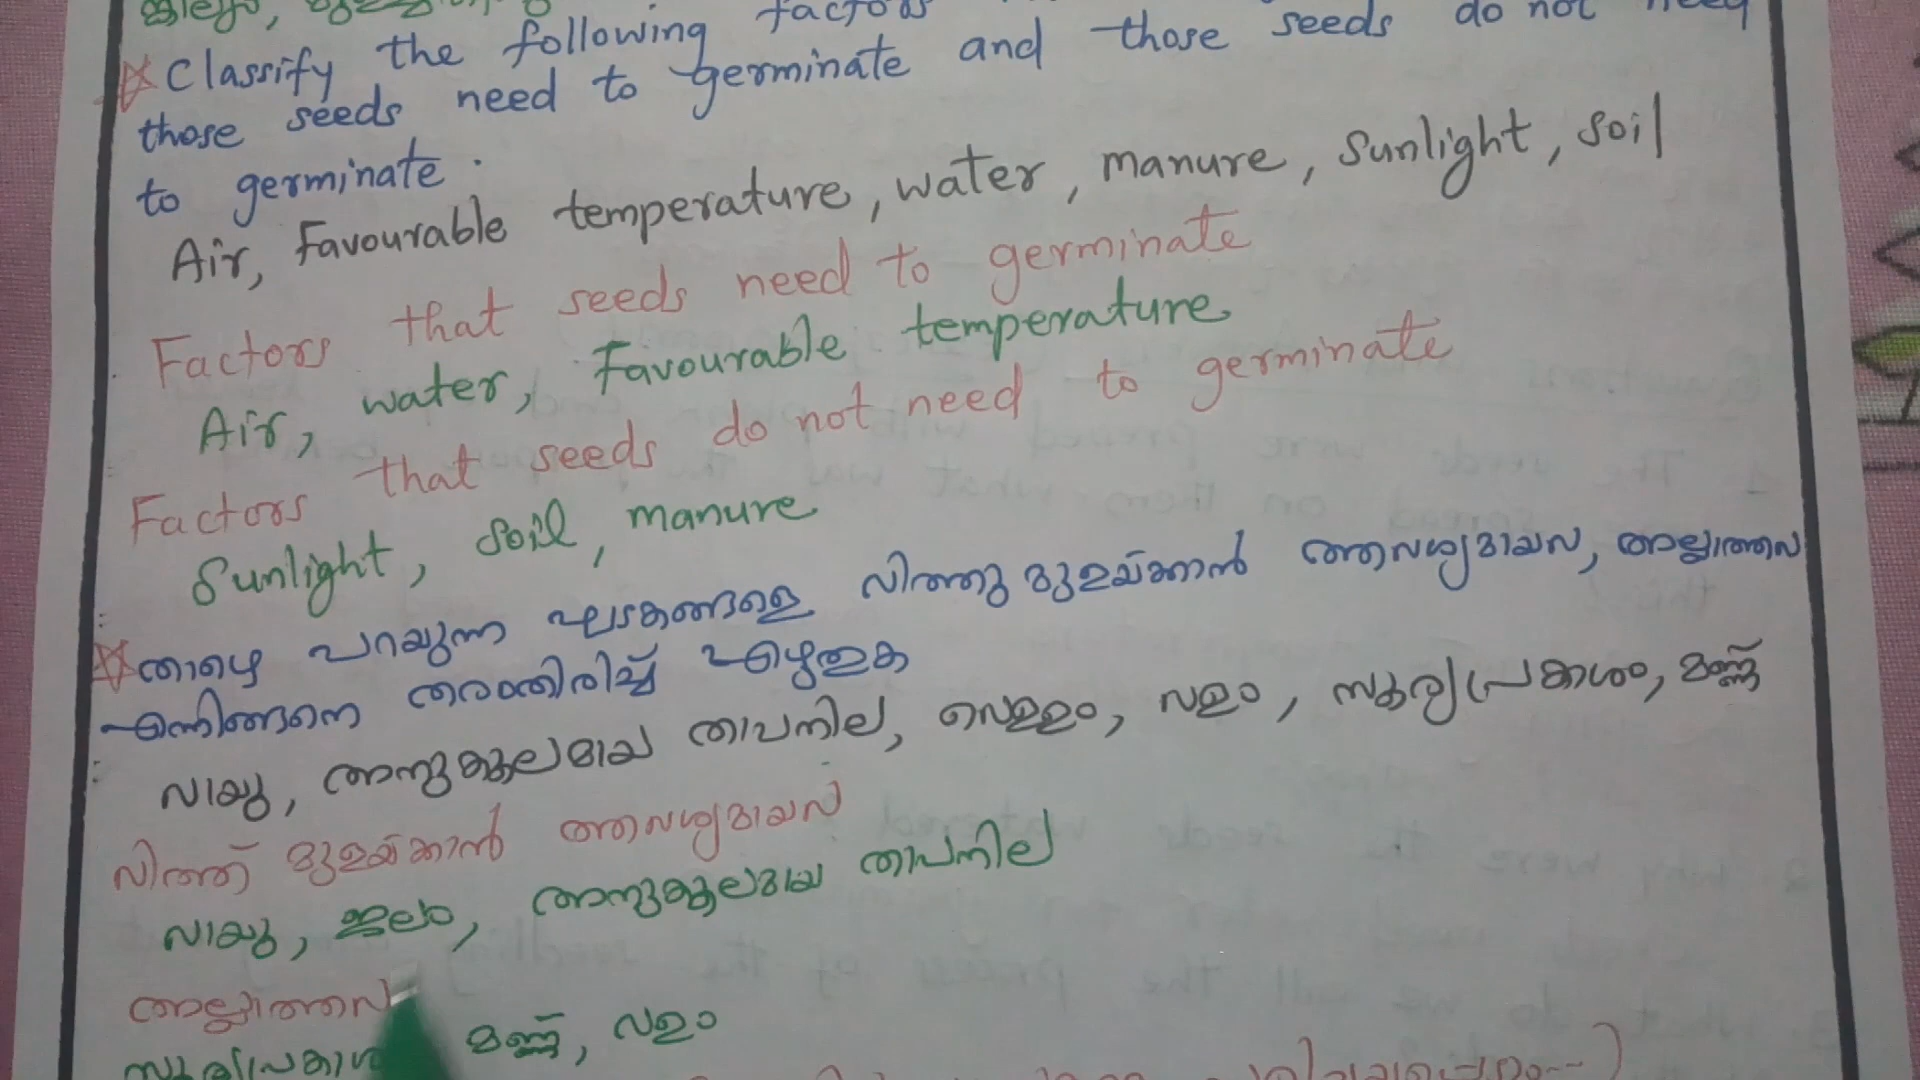 Classify the following factors
those seeds need to germinate and those seeds do not need
to germinate.
Air, Favourable temperature, water, manure, Sunlight, soil
Factors that seeds need to germinate
Air, water, Favourable temperature
Factors that seeds do not need to germinate
Sunlight, soil, manure
താഴെ പറയുന്ന ഘടകങ്ങളെ വിത്തു മുളയ്ക്കാൻ ആവശ്യമായവ, അല്ലാത്തവ
എന്നിങ്ങനെ തരംതിരിച്ച് എഴുതുക
വായു, അനുകൂലമായ താപനില, വെള്ളം, വളം, സൂര്യപ്രകാശം, മണ്ണ്
വിത്ത് മുളയ്ക്കാൻ ആവശ്യമായവ
വായു, ജലം, അനുകൂലമായ താപനില
അല്ലാത്തവ
മണ്ണ്, വളം